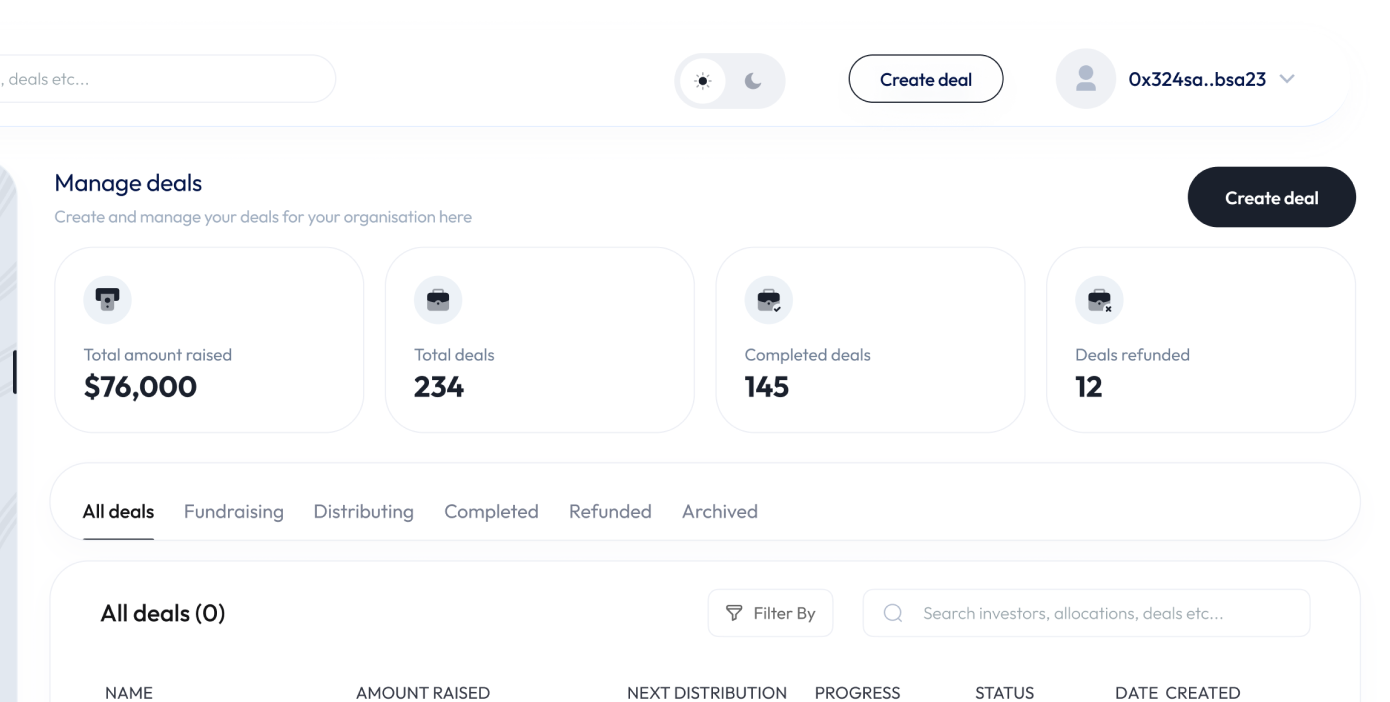 , deals etc...
Create deal
0x324sa..bsa23
Manage deals
Create and manage your deals for your organisation here
Create deal
Total amount raised
$76,000
Total deals
234
Completed deals
145
Deals refunded
12
All deals Fundraising Distributing Completed Refunded Archived
All deals (0)
Filter By
Search investors, allocations, deals etc...
NAME AMOUNT RAISED NEXT DISTRIBUTION PROGRESS STATUS DATE CREATED